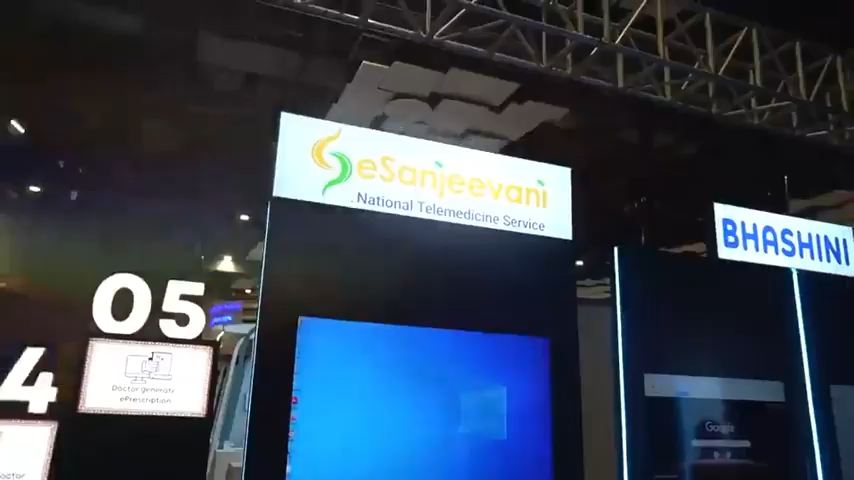 eSanjeevani
National Telemedicine Service
BHASHINI
05
Doctor generate
ePrescription
4
Google